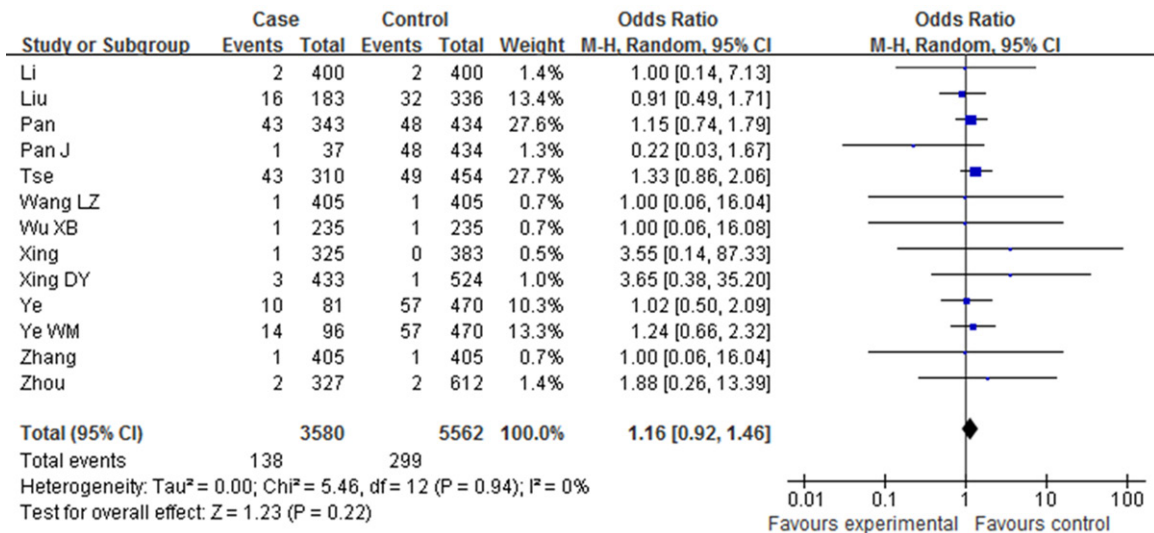 Case Control Odds Ratio Odds Ratio
Study or Subgroup Events Total Events Total Weight M-H, Random, 95% CI M-H, Random, 95% CI
Li 2 400 2 400 1.4% 1.00 [0.14, 7.13]
Liu 16 183 32 336 13.4% 0.91 [0.49, 1.71]
Pan 43 343 48 434 27.6% 1.15 [0.74, 1.79]
Pan J 1 37 48 434 1.3% 0.22 [0.03, 1.67]
Tse 43 310 49 454 27.7% 1.33 [0.86, 2.06]
Wang LZ 1 405 1 405 0.7% 1.00 [0.06, 16.04]
Wu XB 1 235 1 235 0.7% 1.00 [0.06, 16.08]
Xing 1 325 0 383 0.5% 3.55 [0.14, 87.33]
Xing DY 3 433 1 524 1.0% 3.65 [0.38, 35.20]
Ye 10 81 57 470 10.3% 1.02 [0.50, 2.09]
Ye WM 14 96 57 470 13.3% 1.24 [0.66, 2.32]
Zhang 1 405 1 405 0.7% 1.00 [0.06, 16.04]
Zhou 2 327 2 612 1.4% 1.88 [0.26, 13.39]
Total (95% CI) 3580 5562 100.0% 1.16 [0.92, 1.46]
Total events 138 299
Heterogeneity: Tau² = 0.00; Chi² = 5.46, df = 12 (P = 0.94); I² = 0%
Test for overall effect: Z = 1.23 (P = 0.22)
0.01 0.1 1 10 100
Favours experimental Favours control